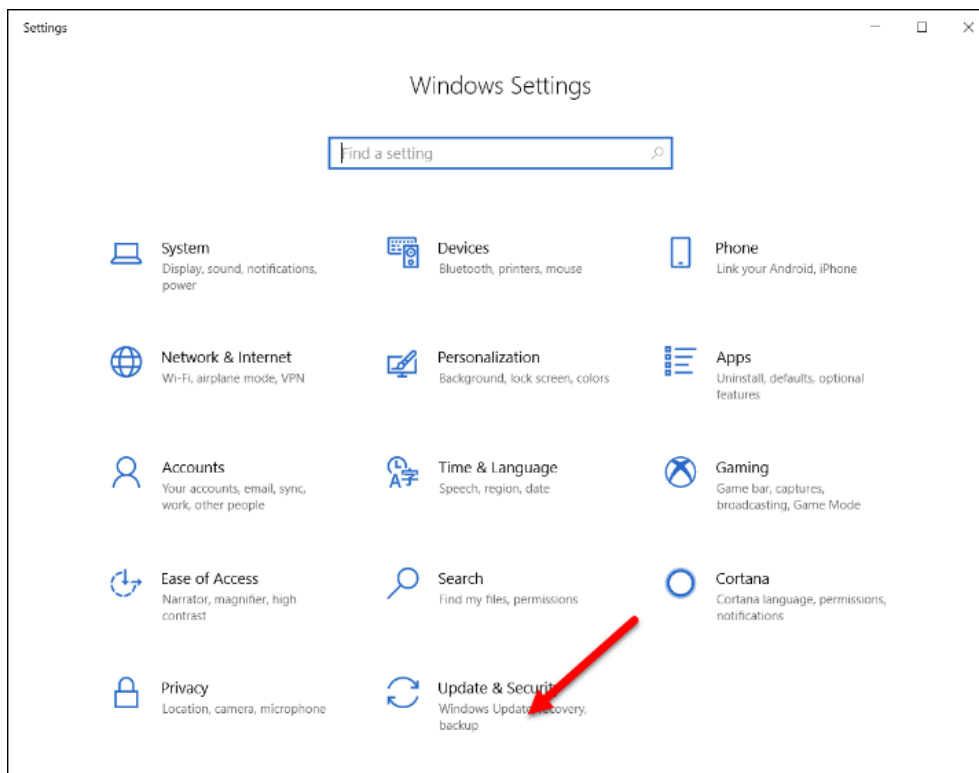 Settings
Windows Settings
Find a setting
System
Display, sound, notifications,
power
Devices
Bluetooth, printers, mouse
Phone
Link your Android, iPhone
Network & Internet
Wi-Fi, airplane mode, VPN
Personalization
Background, lock screen, colors
Apps
Uninstall, defaults, optional
features
Accounts
Your accounts, email, sync,
work, other people
Time & Language
Speech, region, date
Gaming
Game bar, captures,
broadcasting, Game Mode
Ease of Access
Narrator, magnifier, high
contrast
Search
Find my files, permissions
Cortana
Cortana language, permissions,
notifications
Privacy
Location, camera, microphone
Update & Security
Windows Update, recovery,
backup